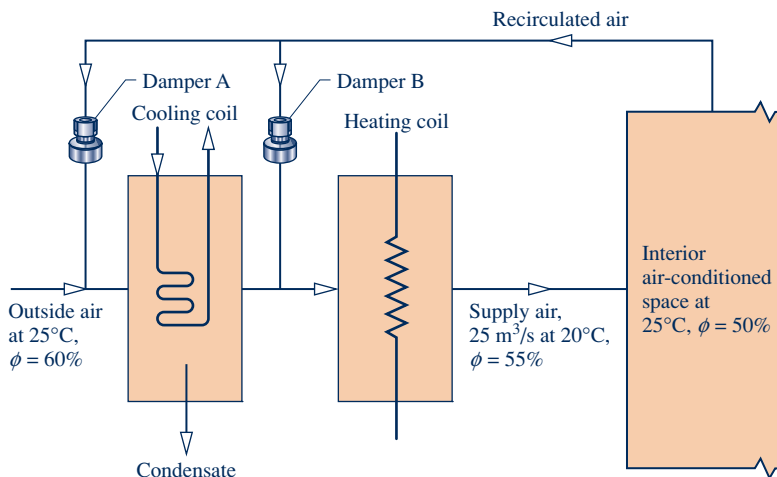 Recirculated air
Damper A
Damper B
Cooling coil
Heating coil
Outside air
at 25°C,
ϕ = 60%
Supply air,
25 m³/s at 20°C,
ϕ = 55%
Interior
air-conditioned
space at
25°C, ϕ = 50%
Condensate